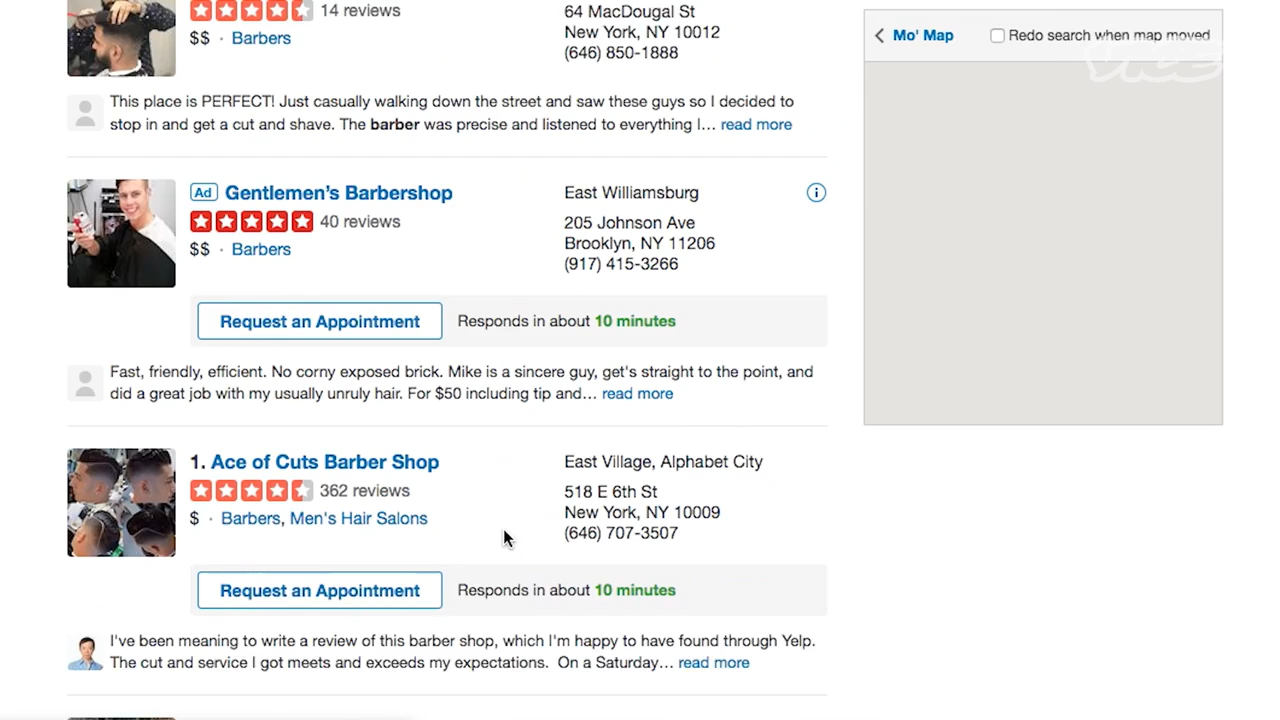 14 reviews
64 MacDougal St
New York, NY 10012
$$ · Barbers
(646) 850-1888
Mo' Map
Redo search when map moved
VICE
This place is PERFECT! Just casually walking down the street and saw these guys so I decided to
stop in and get a cut and shave. The barber was precise and listened to everything I... read more
Ad Gentlemen's Barbershop
East Williamsburg
40 reviews
205 Johnson Ave
Brooklyn, NY 11206
$$ · Barbers
(917) 415-3266
Request an Appointment
Responds in about 10 minutes
Fast, friendly, efficient. No corny exposed brick. Mike is a sincere guy, get's straight to the point, and
did a great job with my usually unruly hair. For $50 including tip and... read more
1. Ace of Cuts Barber Shop
East Village, Alphabet City
362 reviews
518 E 6th St
New York, NY 10009
$ · Barbers, Men's Hair Salons
(646) 707-3507
Request an Appointment
Responds in about 10 minutes
I've been meaning to write a review of this barber shop, which I'm happy to have found through Yelp.
The cut and service I got meets and exceeds my expectations. On a Saturday... read more